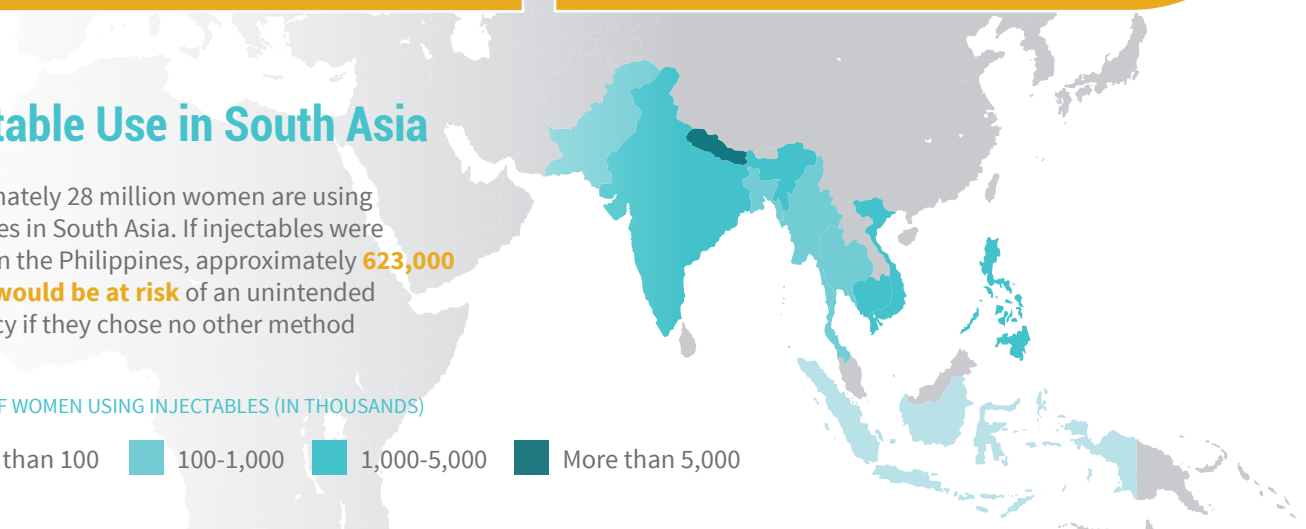 table Use in South Asia
nately 28 million women are using
es in South Asia. If injectables were
n the Philippines, approximately 623,000
would be at risk of an unintended
cy if they chose no other method
F WOMEN USING INJECTABLES (IN THOUSANDS)
than 100 100-1,000 1,000-5,000 More than 5,000